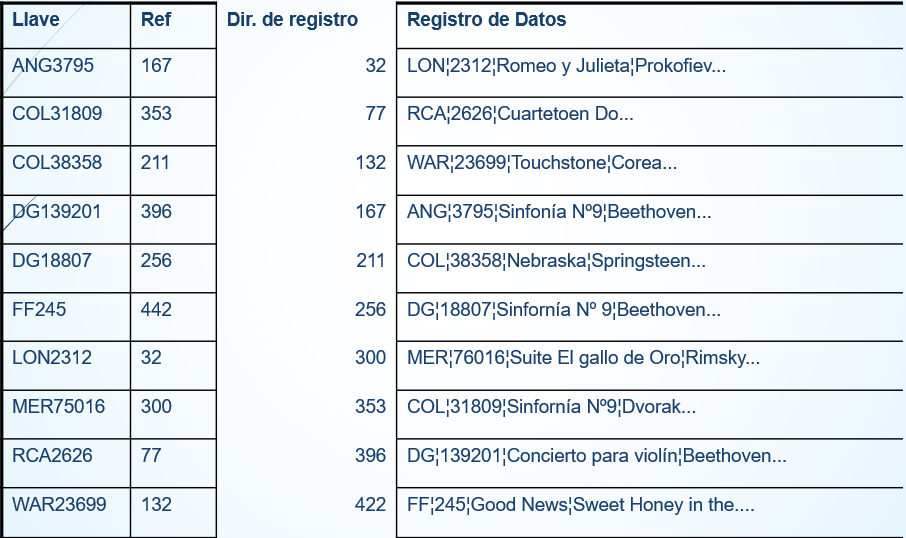 Llave Ref Dir. de registro Registro de Datos
ANG3795 167 32 LON¦2312¦Romeo y Julieta¦Prokofiev...
COL31809 353 77 RCA¦2626¦Cuartetoen Do...
COL38358 211 132 WAR¦23699¦Touchstone¦Corea...
DG139201 396 167 ANG¦3795¦Sinfonía Nº9¦Beethoven...
DG18807 256 211 COL¦38358¦Nebraska¦Springsteen...
FF245 442 256 DG¦18807¦Sinfornía Nº 9¦Beethoven...
LON2312 32 300 MER¦76016¦Suite El gallo de Oro¦Rimsky...
MER75016 300 353 COL¦31809¦Sinfornía Nº9¦Dvorak...
RCA2626 77 396 DG¦139201¦Concierto para violín¦Beethoven...
WAR23699 132 422 FF¦245¦Good News¦Sweet Honey in the....